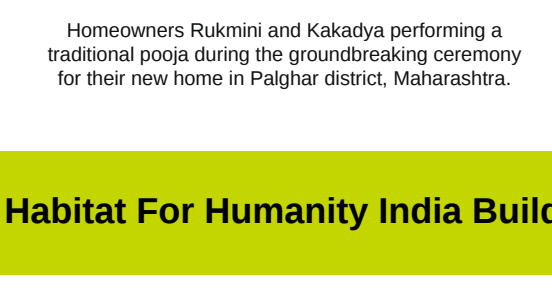 Homeowners Rukmini and Kakadya performing a
traditional pooja during the groundbreaking ceremony
for their new home in Palghar district, Maharashtra.
Habitat For Humanity India Build